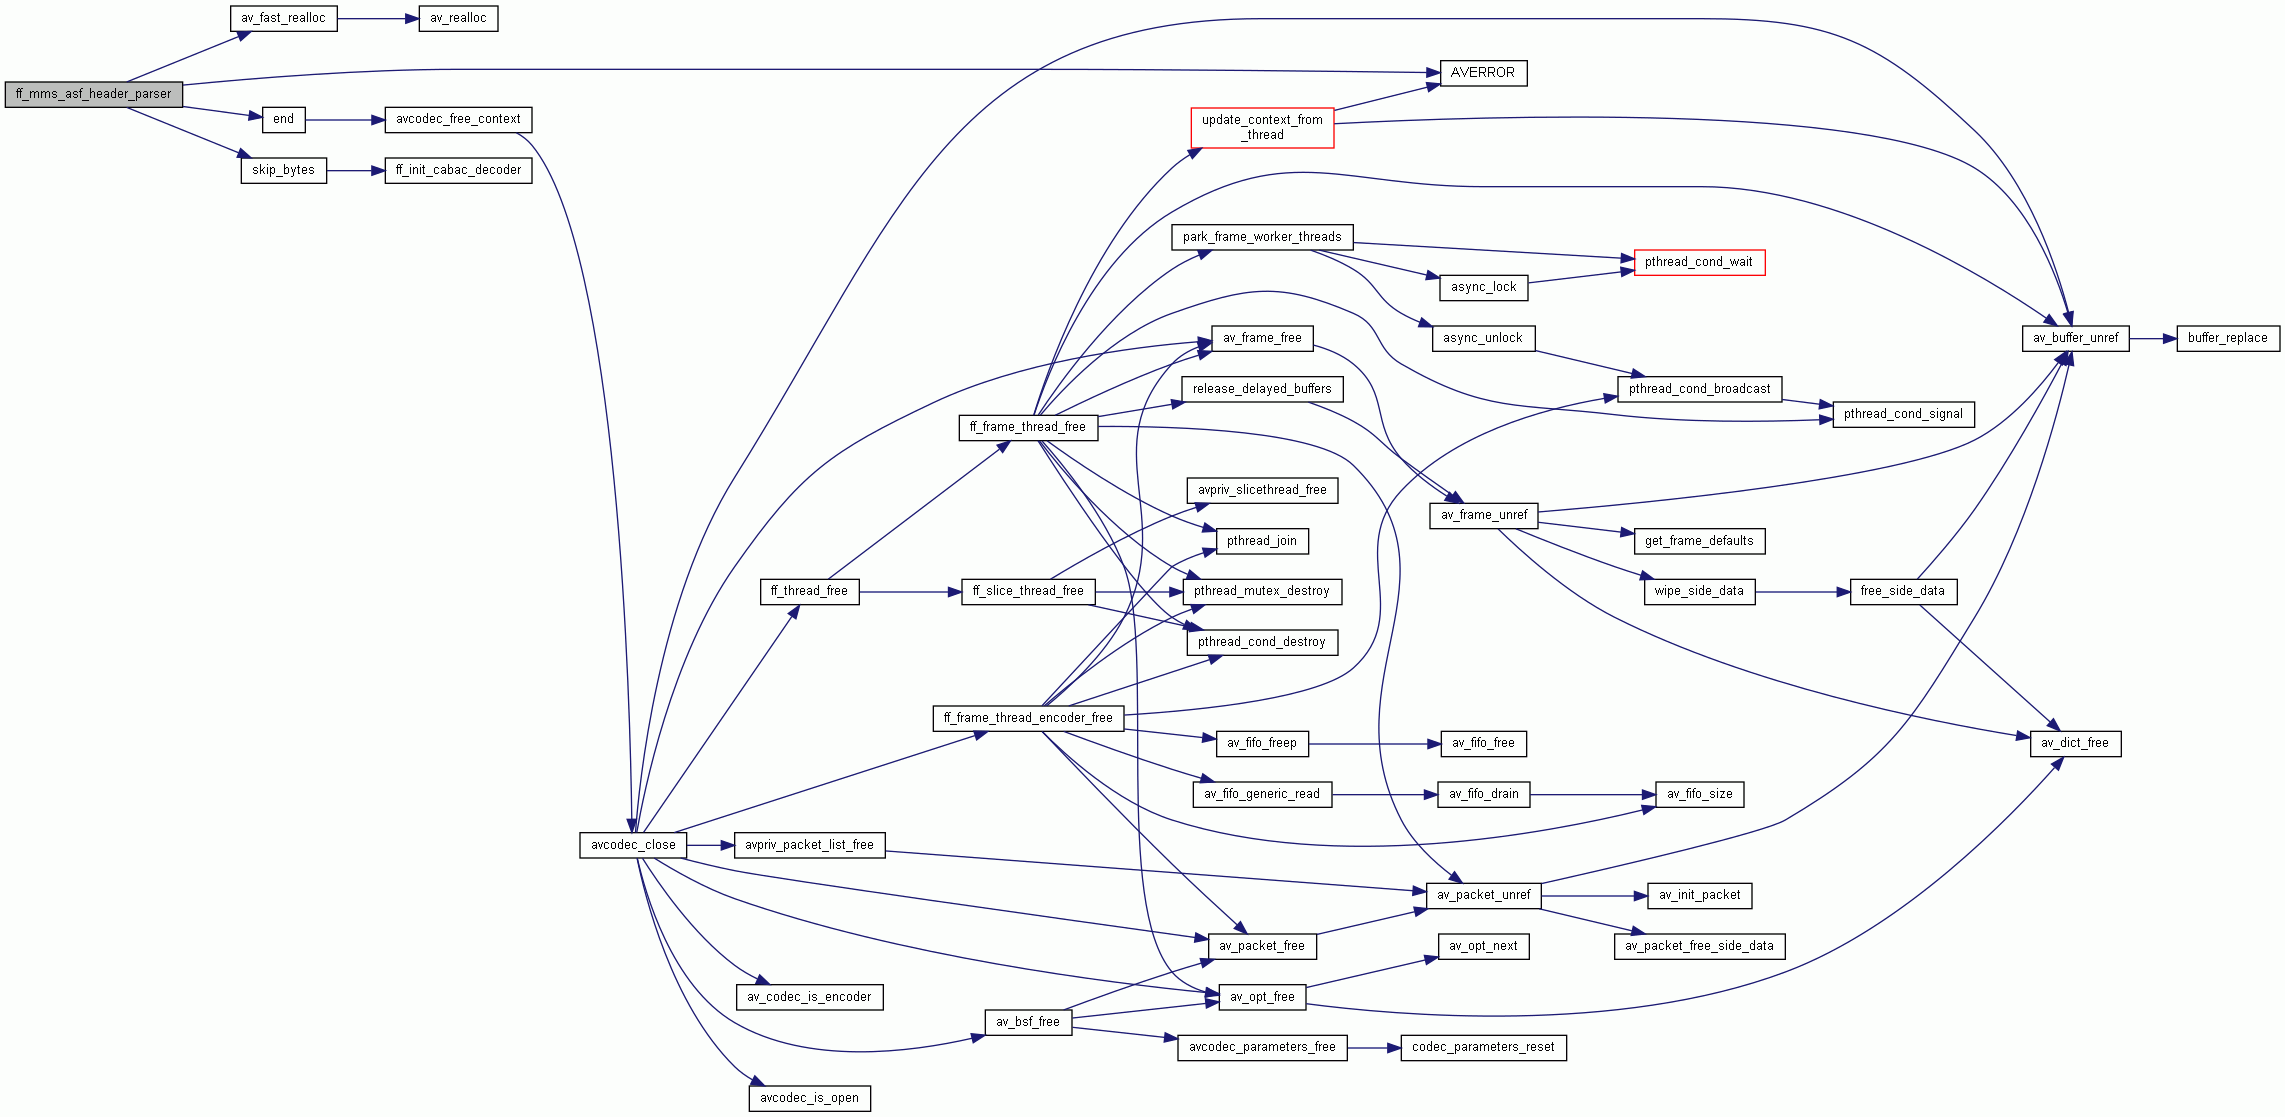 av_fast_realloc
av_realloc
ff_mms_asf_header_parser
AVERROR
end
avcodec_free_context
update_context_from
_thread
skip_bytes
ff_init_cabac_decoder
park_frame_worker_threads
pthread_cond_wait
async_lock
av_frame_free
async_unlock
av_buffer_unref
buffer_replace
release_delayed_buffers
pthread_cond_broadcast
pthread_cond_signal
ff_frame_thread_free
avpriv_slicethread_free
av_frame_unref
pthread_join
get_frame_defaults
ff_thread_free
ff_slice_thread_free
pthread_mutex_destroy
wipe_side_data
free_side_data
pthread_cond_destroy
ff_frame_thread_encoder_free
av_fifo_freep
av_fifo_free
av_dict_free
av_fifo_generic_read
av_fifo_drain
av_fifo_size
avcodec_close
avpriv_packet_list_free
av_packet_unref
av_init_packet
av_packet_free
av_opt_next
av_packet_free_side_data
av_codec_is_encoder
av_opt_free
av_bsf_free
avcodec_parameters_free
codec_parameters_reset
avcodec_is_open